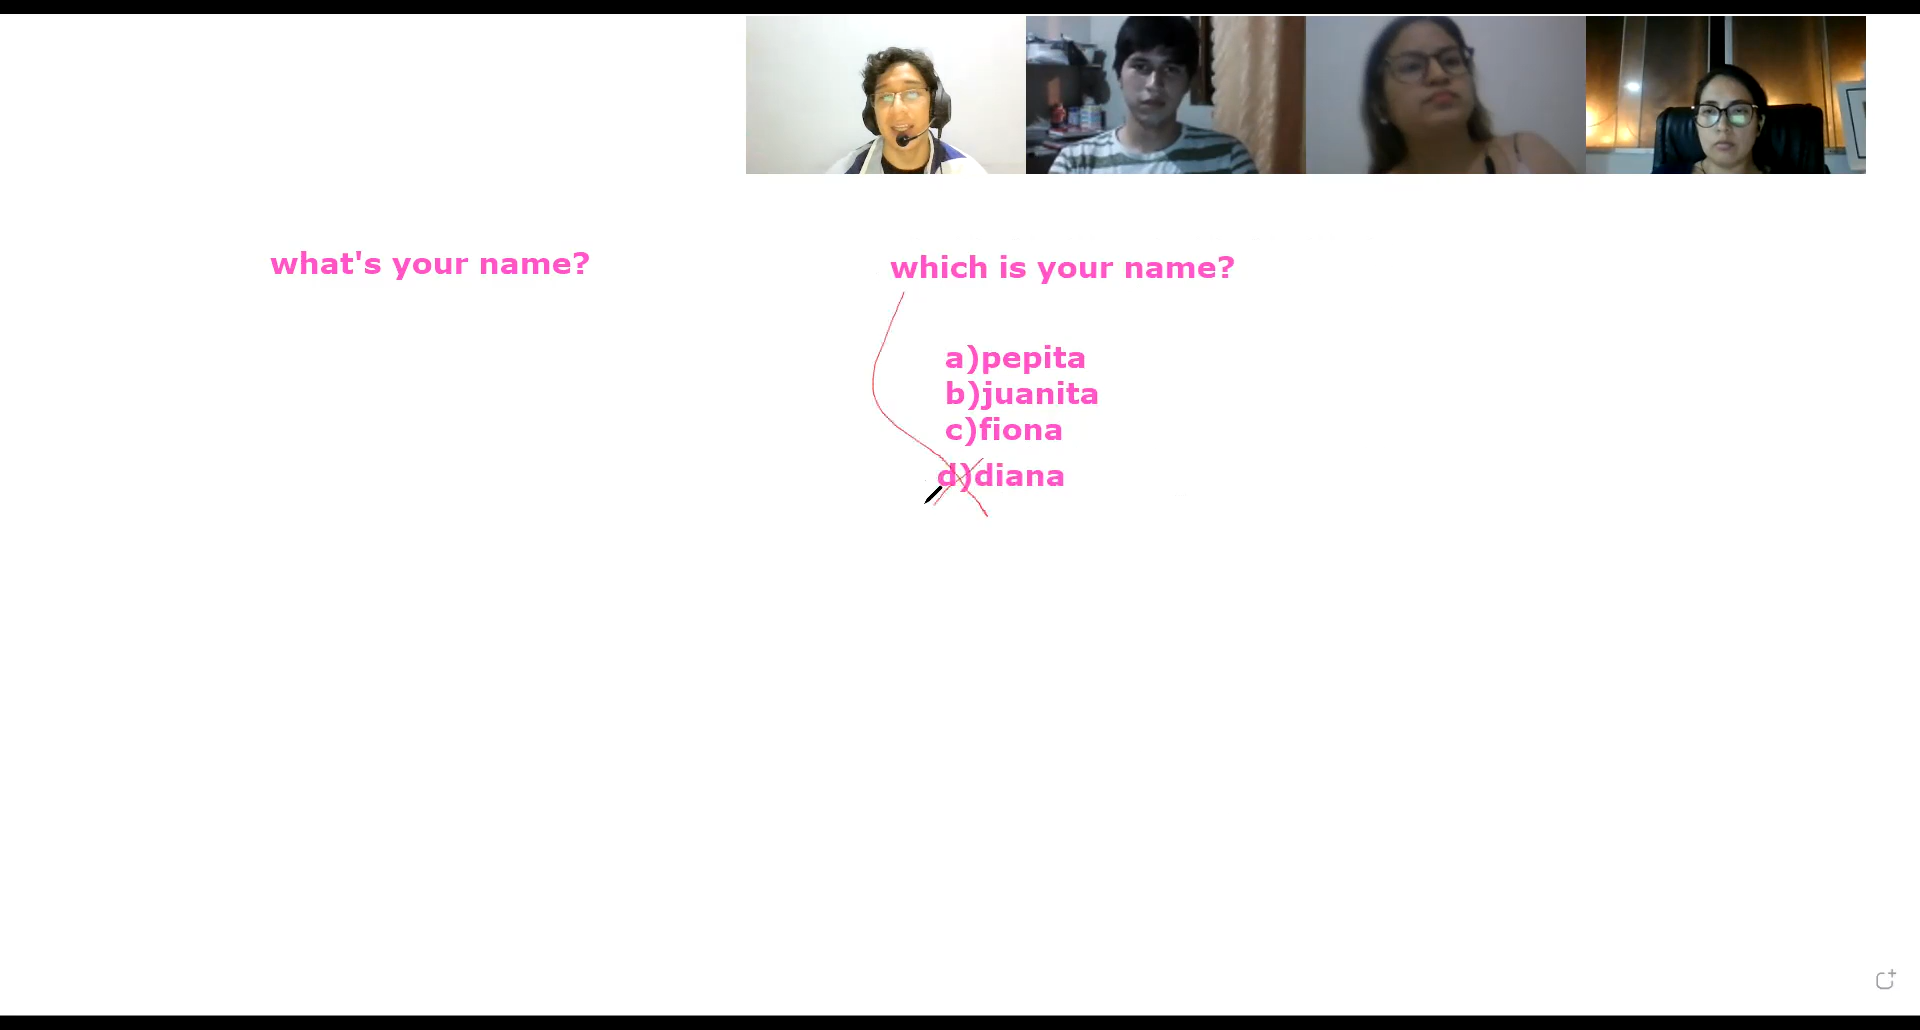 what's your name?
which is your name?
a)pepita
b)juanita
c)fiona
d)diana